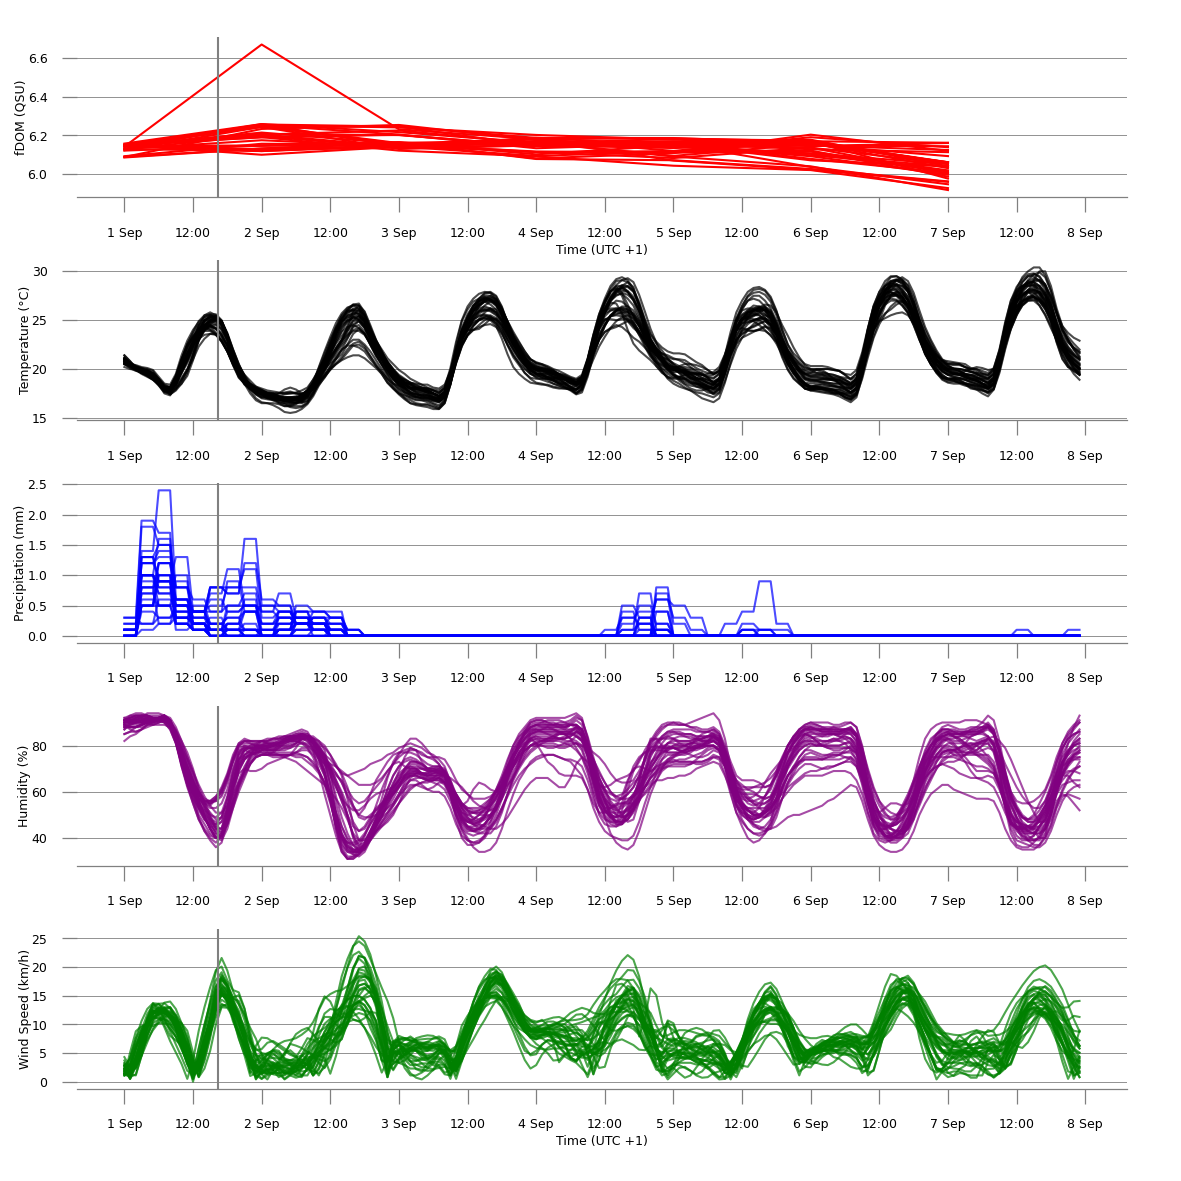 fDOM (QSU)
6.6
6.4
6.2
6.0
1 Sep 12:00 2 Sep 12:00 3 Sep 12:00 4 Sep 12:00 5 Sep 12:00 6 Sep 12:00 7 Sep 12:00 8 Sep
Time (UTC +1)
Temperature (°C)
30
25
20
15
1 Sep 12:00 2 Sep 12:00 3 Sep 12:00 4 Sep 12:00 5 Sep 12:00 6 Sep 12:00 7 Sep 12:00 8 Sep
Precipitation (mm)
2.5
2.0
1.5
1.0
0.5
0.0
1 Sep 12:00 2 Sep 12:00 3 Sep 12:00 4 Sep 12:00 5 Sep 12:00 6 Sep 12:00 7 Sep 12:00 8 Sep
Humidity (%)
80
60
40
1 Sep 12:00 2 Sep 12:00 3 Sep 12:00 4 Sep 12:00 5 Sep 12:00 6 Sep 12:00 7 Sep 12:00 8 Sep
Wind Speed (km/h)
25
20
15
10
5
0
1 Sep 12:00 2 Sep 12:00 3 Sep 12:00 4 Sep 12:00 5 Sep 12:00 6 Sep 12:00 7 Sep 12:00 8 Sep
Time (UTC +1)